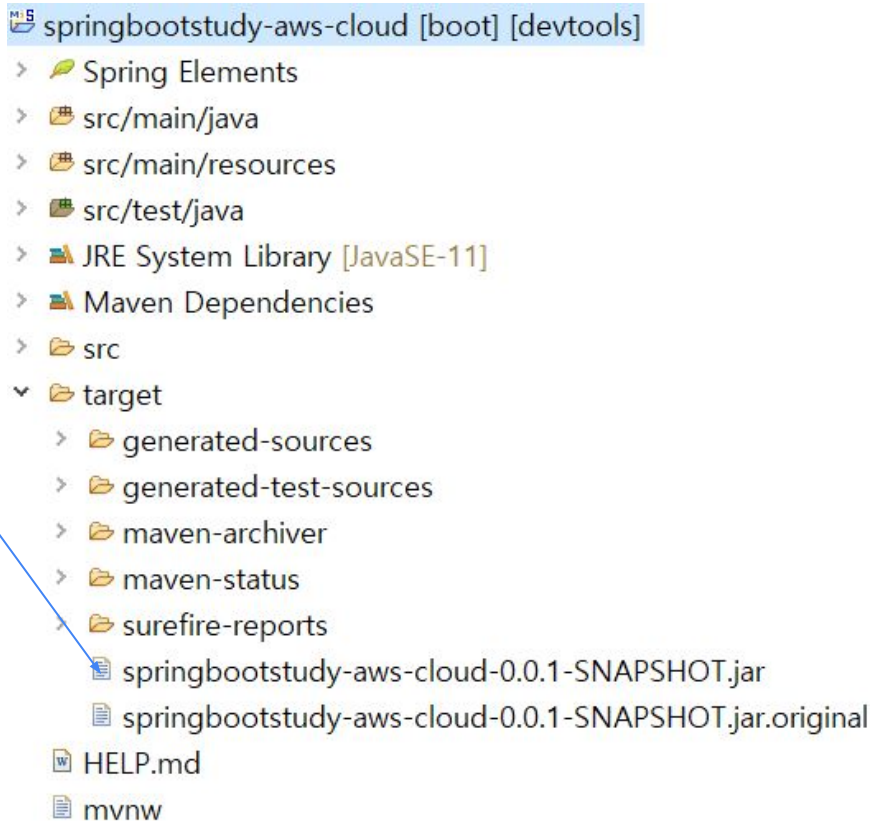 springbootstudy-aws-cloud [boot] [devtools]
Spring Elements
src/main/java
src/main/resources
src/test/java
JRE System Library [JavaSE-11]
Maven Dependencies
src
target
generated-sources
generated-test-sources
maven-archiver
maven-status
surefire-reports
springbootstudy-aws-cloud-0.0.1-SNAPSHOT.jar
springbootstudy-aws-cloud-0.0.1-SNAPSHOT.jar.original
HELP.md
mvnw